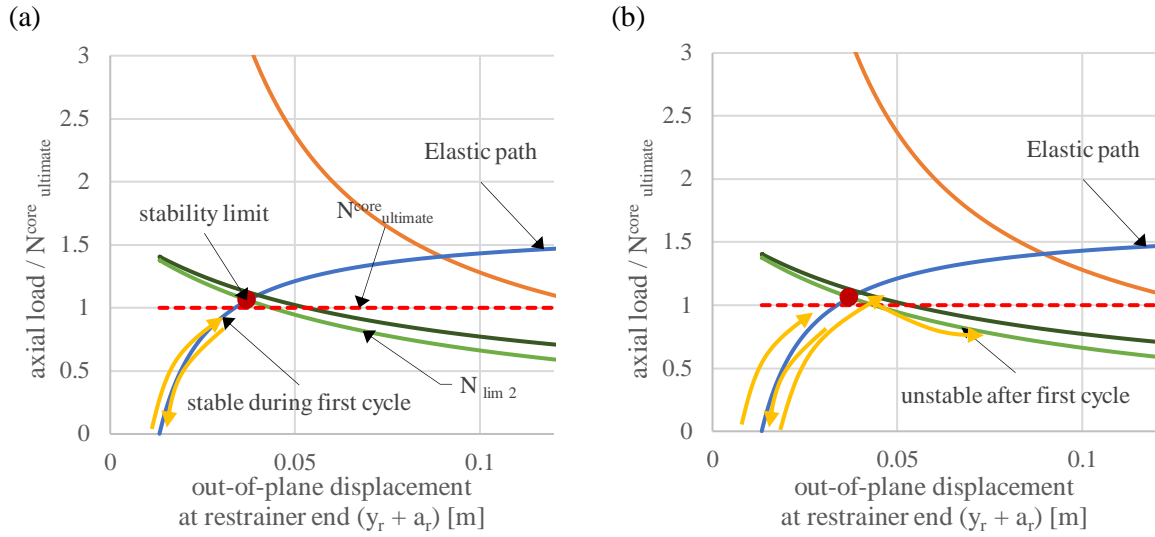 (a)
3
2.5
2
1.5
1
0.5
0
0
0.05
0.1
axial load / N^core_ultimate
Elastic path
stability limit
N^core_ultimate
stable during first cycle
N_lim 2
out-of-plane displacement
at restrainer end (y_r + a_r) [m]
(b)
3
2.5
2
1.5
1
0.5
0
0
0.05
0.1
axial load / N^core_ultimate
Elastic path
unstable after first cycle
out-of-plane displacement
at restrainer end (y_r + a_r) [m]